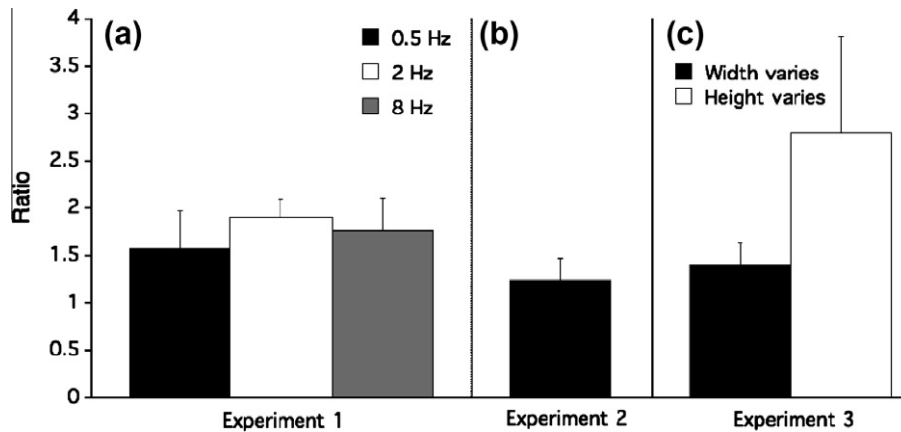 4
3.5
3
2.5
2
1.5
1
0.5
0
Ratio
(a)
0.5 Hz
2 Hz
8 Hz
(b)
(c)
Width varies
Height varies
Experiment 1
Experiment 2
Experiment 3